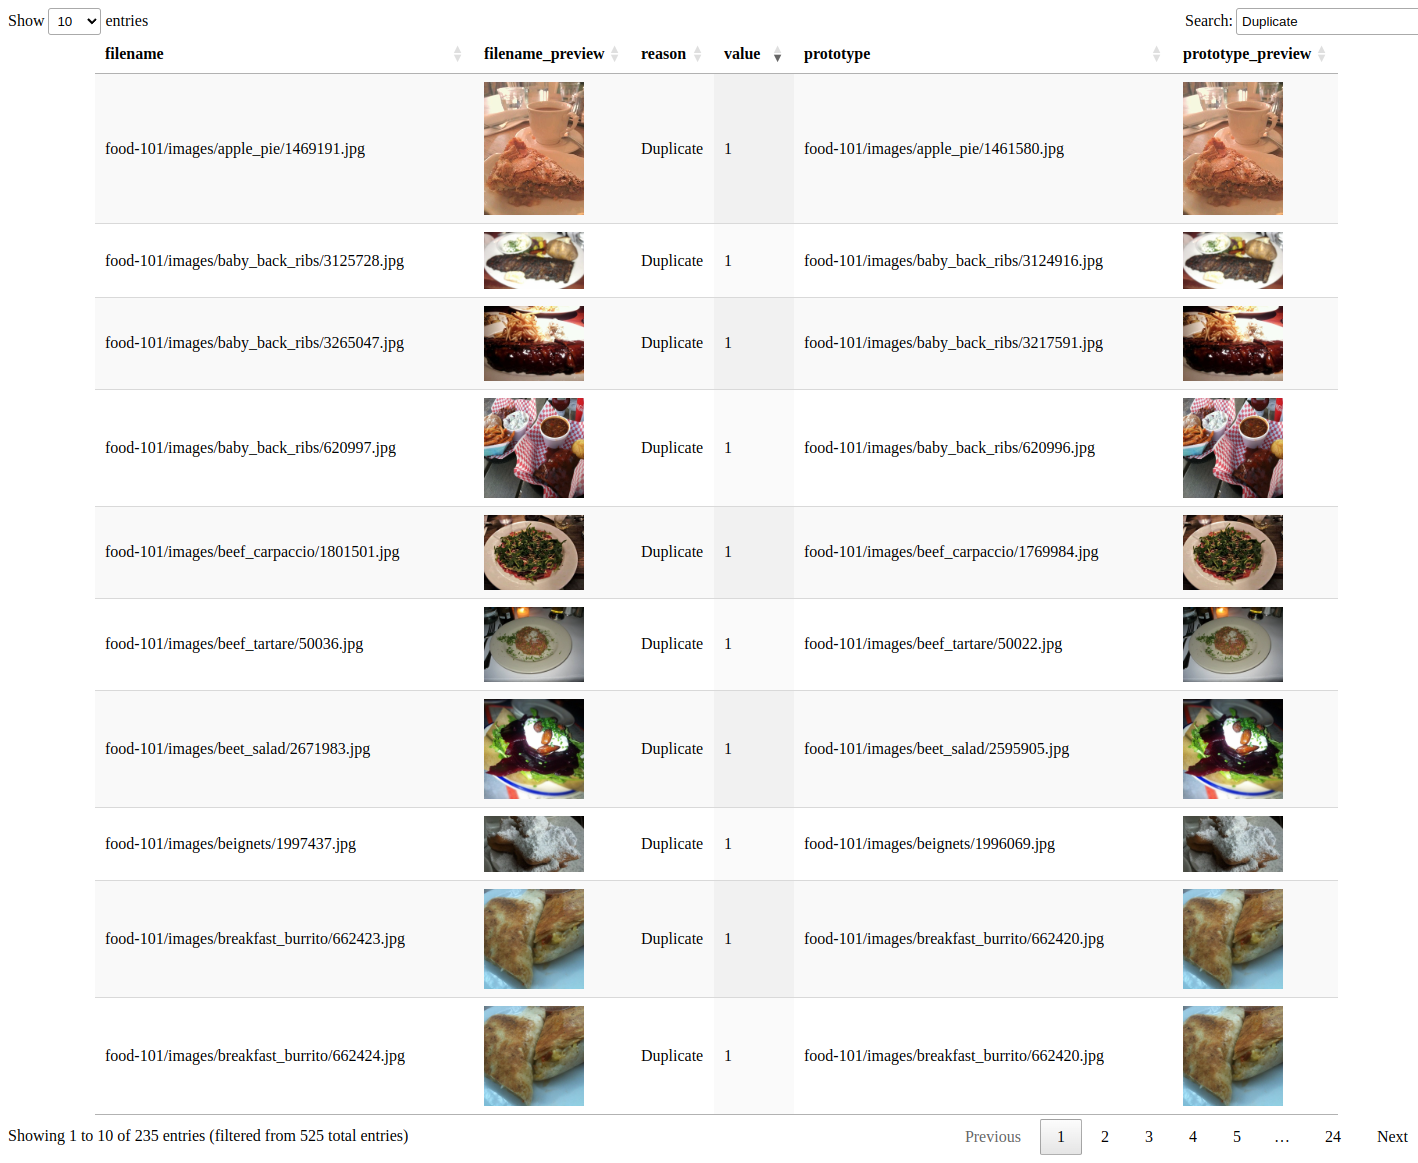 Show 10 entries Search: Duplicate
filename filename_preview reason value prototype prototype_preview
food-101/images/apple_pie/1469191.jpg Duplicate 1 food-101/images/apple_pie/1461580.jpg
food-101/images/baby_back_ribs/3125728.jpg Duplicate 1 food-101/images/baby_back_ribs/3124916.jpg
food-101/images/baby_back_ribs/3265047.jpg Duplicate 1 food-101/images/baby_back_ribs/3217591.jpg
food-101/images/baby_back_ribs/620997.jpg Duplicate 1 food-101/images/baby_back_ribs/620996.jpg
food-101/images/beef_carpaccio/1801501.jpg Duplicate 1 food-101/images/beef_carpaccio/1769984.jpg
food-101/images/beef_tartare/50036.jpg Duplicate 1 food-101/images/beef_tartare/50022.jpg
food-101/images/beet_salad/2671983.jpg Duplicate 1 food-101/images/beet_salad/2595905.jpg
food-101/images/beignets/1997437.jpg Duplicate 1 food-101/images/beignets/1996069.jpg
food-101/images/breakfast_burrito/662423.jpg Duplicate 1 food-101/images/breakfast_burrito/662420.jpg
food-101/images/breakfast_burrito/662424.jpg Duplicate 1 food-101/images/breakfast_burrito/662420.jpg
Showing 1 to 10 of 235 entries (filtered from 525 total entries) Previous 1 2 3 4 5 … 24 Next